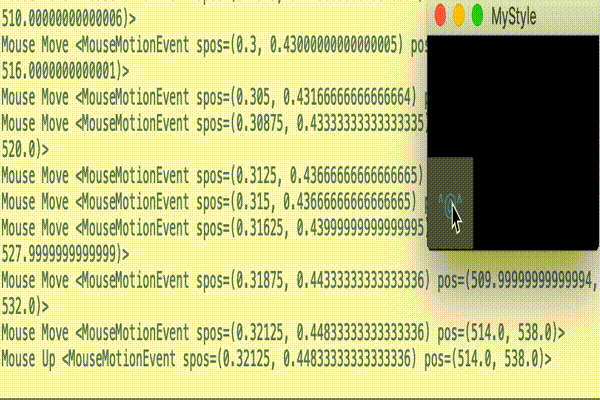 510.0000000000006)>
Mouse Move <MouseMotionEvent spos=(0.3, 0.43000000000000005) pos
516.0000000000001)>
Mouse Move <MouseMotionEvent spos=(0.305, 0.43166666666666664) p
Mouse Move <MouseMotionEvent spos=(0.30875, 0.43333333333333335)
520.0)>
Mouse Move <MouseMotionEvent spos=(0.3125, 0.43666666666666665)
Mouse Move <MouseMotionEvent spos=(0.315, 0.43666666666666665) p
Mouse Move <MouseMotionEvent spos=(0.31625, 0.43999999999999995)
527.9999999999999)>
Mouse Move <MouseMotionEvent spos=(0.31875, 0.44333333333333336) pos=(509.99999999999994,
532.0)>
Mouse Move <MouseMotionEvent spos=(0.32125, 0.44833333333333336) pos=(514.0, 538.0)>
Mouse Up <MouseMotionEvent spos=(0.32125, 0.44833333333333336) pos=(514.0, 538.0)>
MyStyle